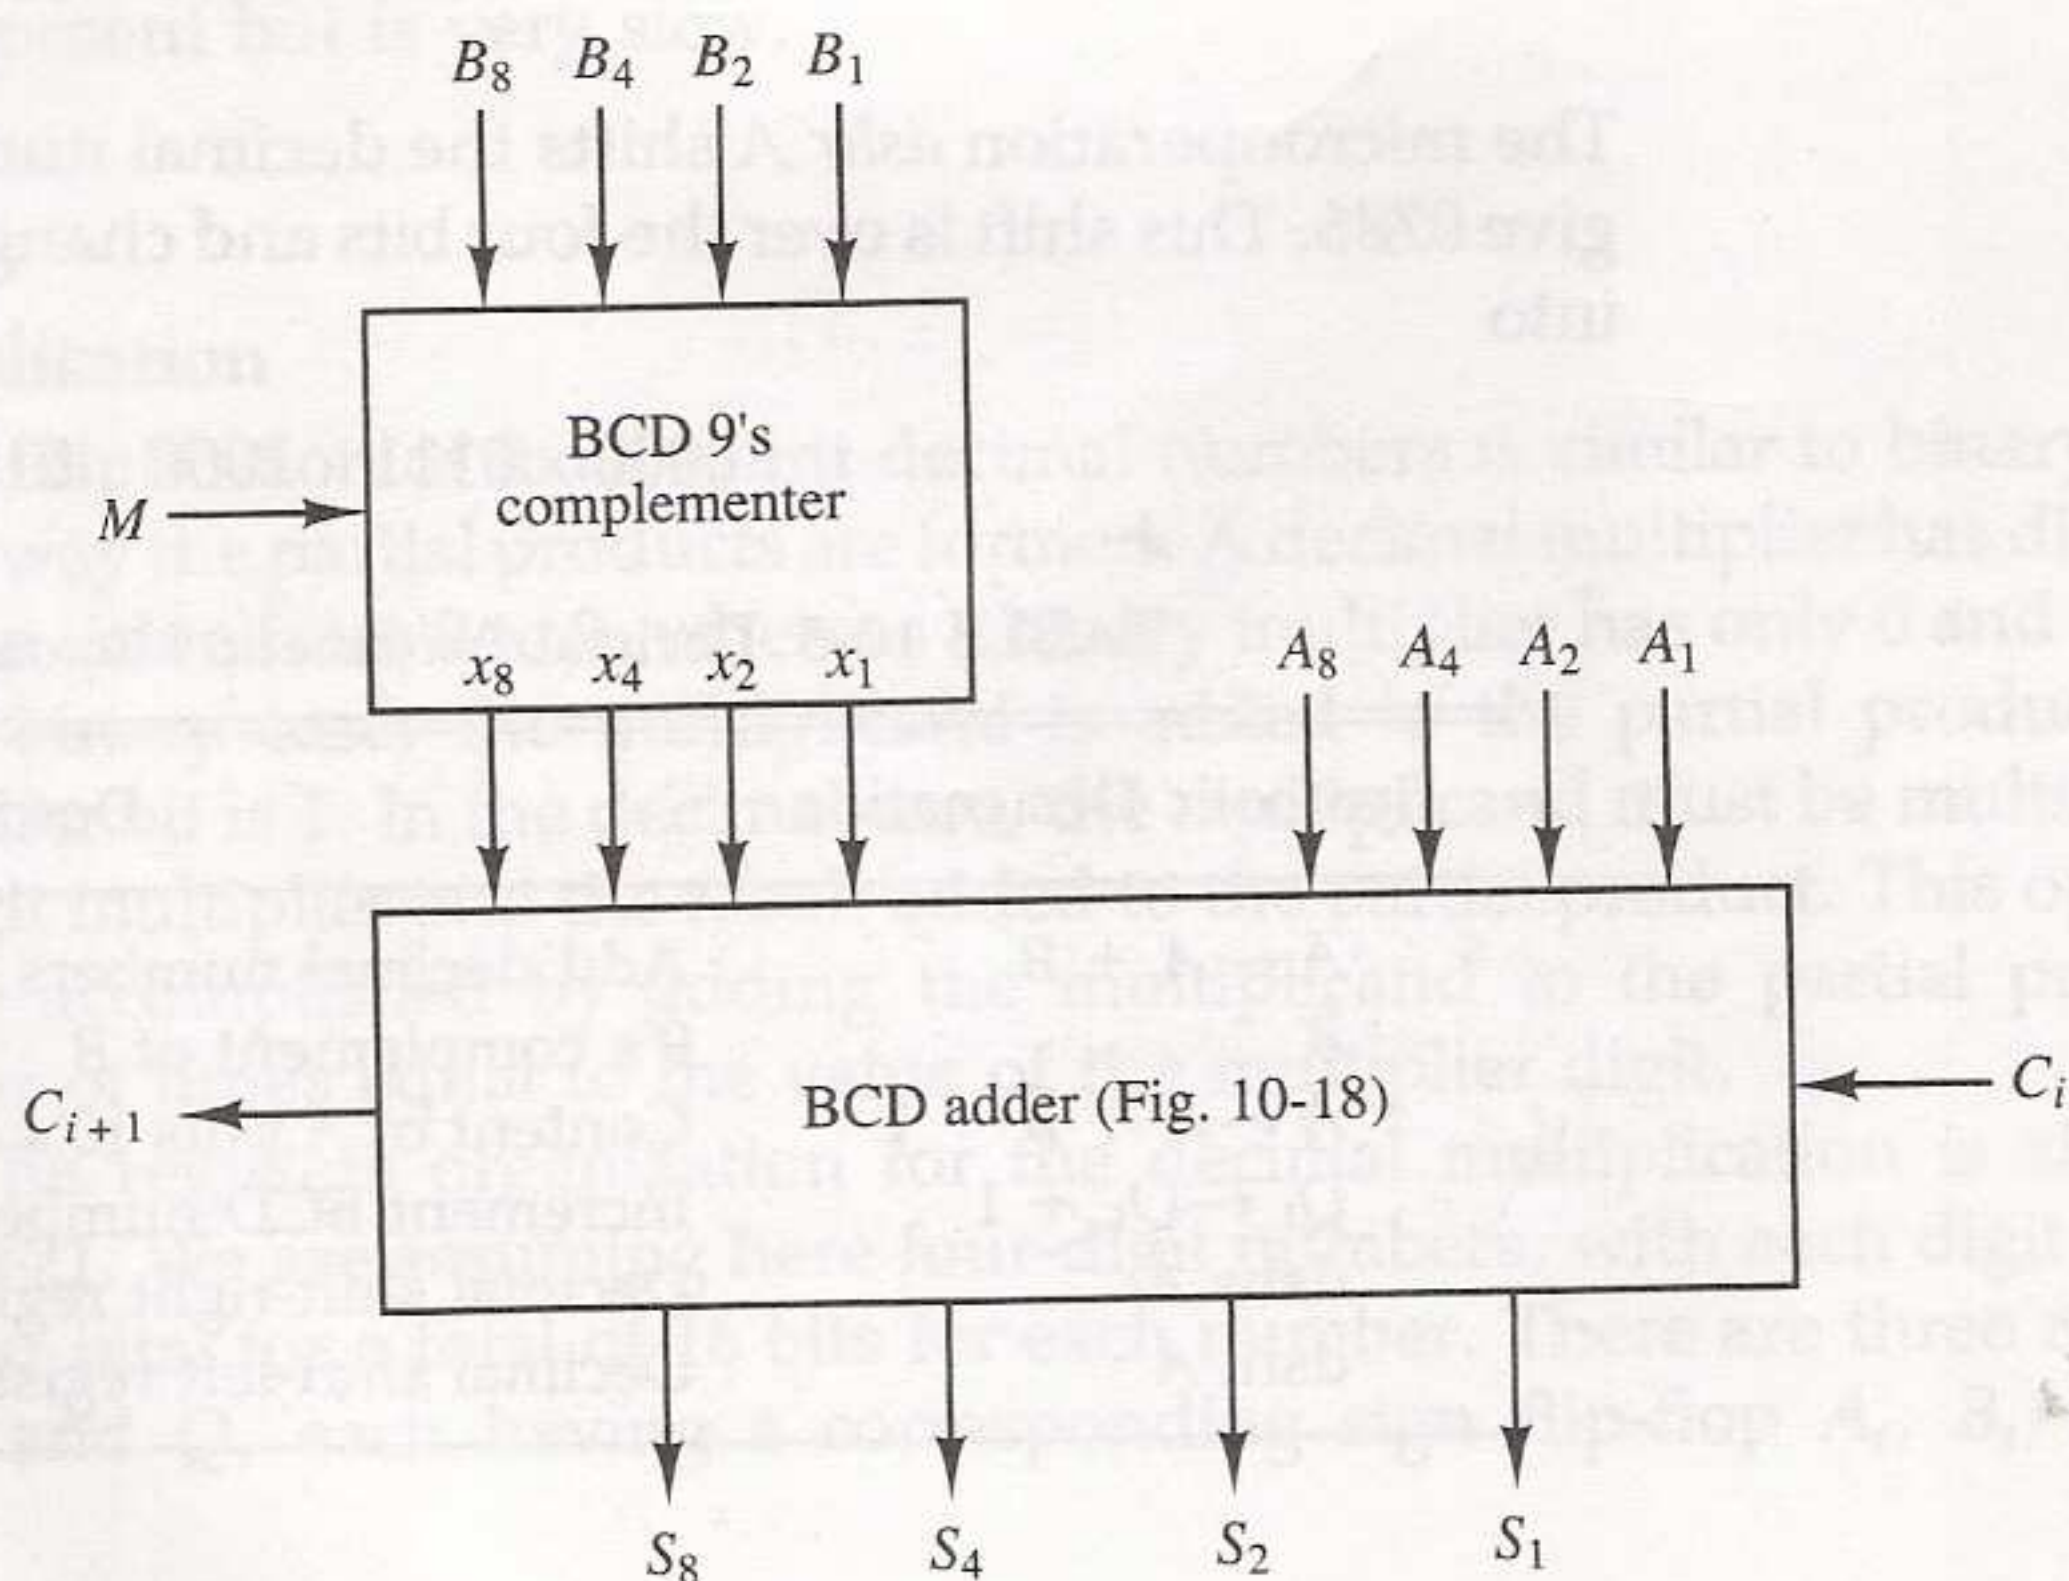 B₈ B₄ B₂ B₁
BCD 9's
complementer
M
x₈ x₄ x₂ x₁
A₈ A₄ A₂ A₁
BCD adder (Fig. 10-18)
Cᵢ₊₁
Cᵢ
S₈ S₄ S₂ S₁